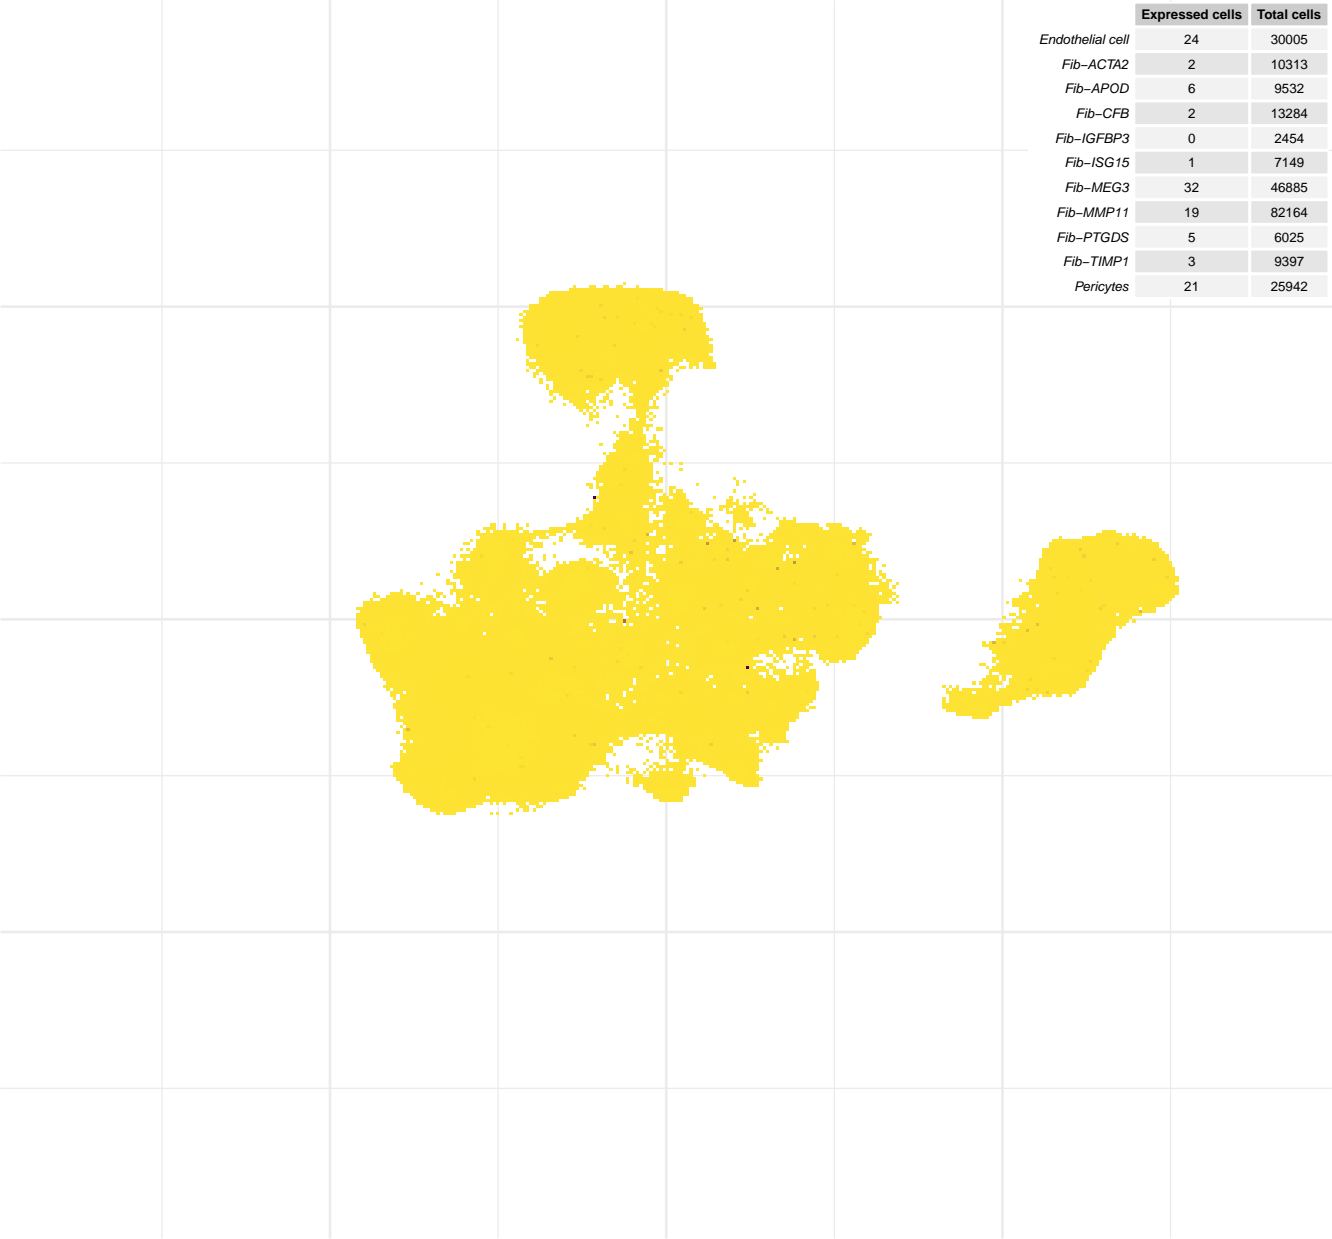 Expressed cells Total cells
Endothelial cell 24 30005
Fib−ACTA2 2 10313
Fib−APOD 6 9532
Fib−CFB 2 13284
Fib−IGFBP3 0 2454
Fib−ISG15 1 7149
Fib−MEG3 32 46885
Fib−MMP11 19 82164
Fib−PTGDS 5 6025
Fib−TIMP1 3 9397
Pericytes 21 25942